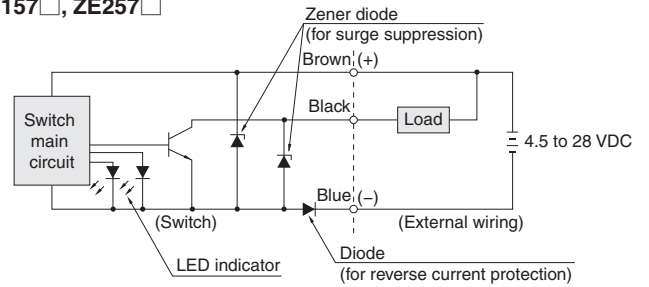 157□, ZE257□
Zener diode
(for surge suppression)
Brown (+)
Black
Load
Switch
main
circuit
4.5 to 28 VDC
Blue (−)
(Switch)
(External wiring)
LED indicator
Diode
(for reverse current protection)